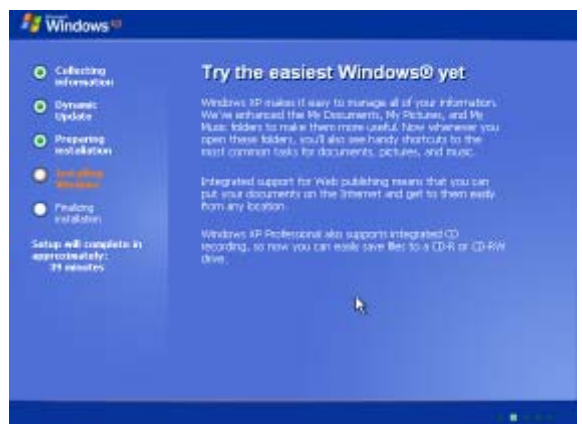 Microsoft
Windows XP
Collecting
information
Dynamic
Update
Preparing
installation
Installing
Windows
Finalizing
installation
Setup will complete in
approximately:
39 minutes
Try the easiest Windows® yet
Windows XP makes it easy to manage all of your information.
We've enhanced the My Documents, My Pictures, and My
Music folders to make them more useful. Now whenever you
open these folders, you'll also see handy shortcuts to the
most common tasks for documents, pictures, and music.
Integrated support for Web publishing means that you can
put your documents on the Internet and get to them easily
from any location.
Windows XP Professional also supports integrated CD
recording, so now you can easily save files to a CD-R or CD-RW
drive.